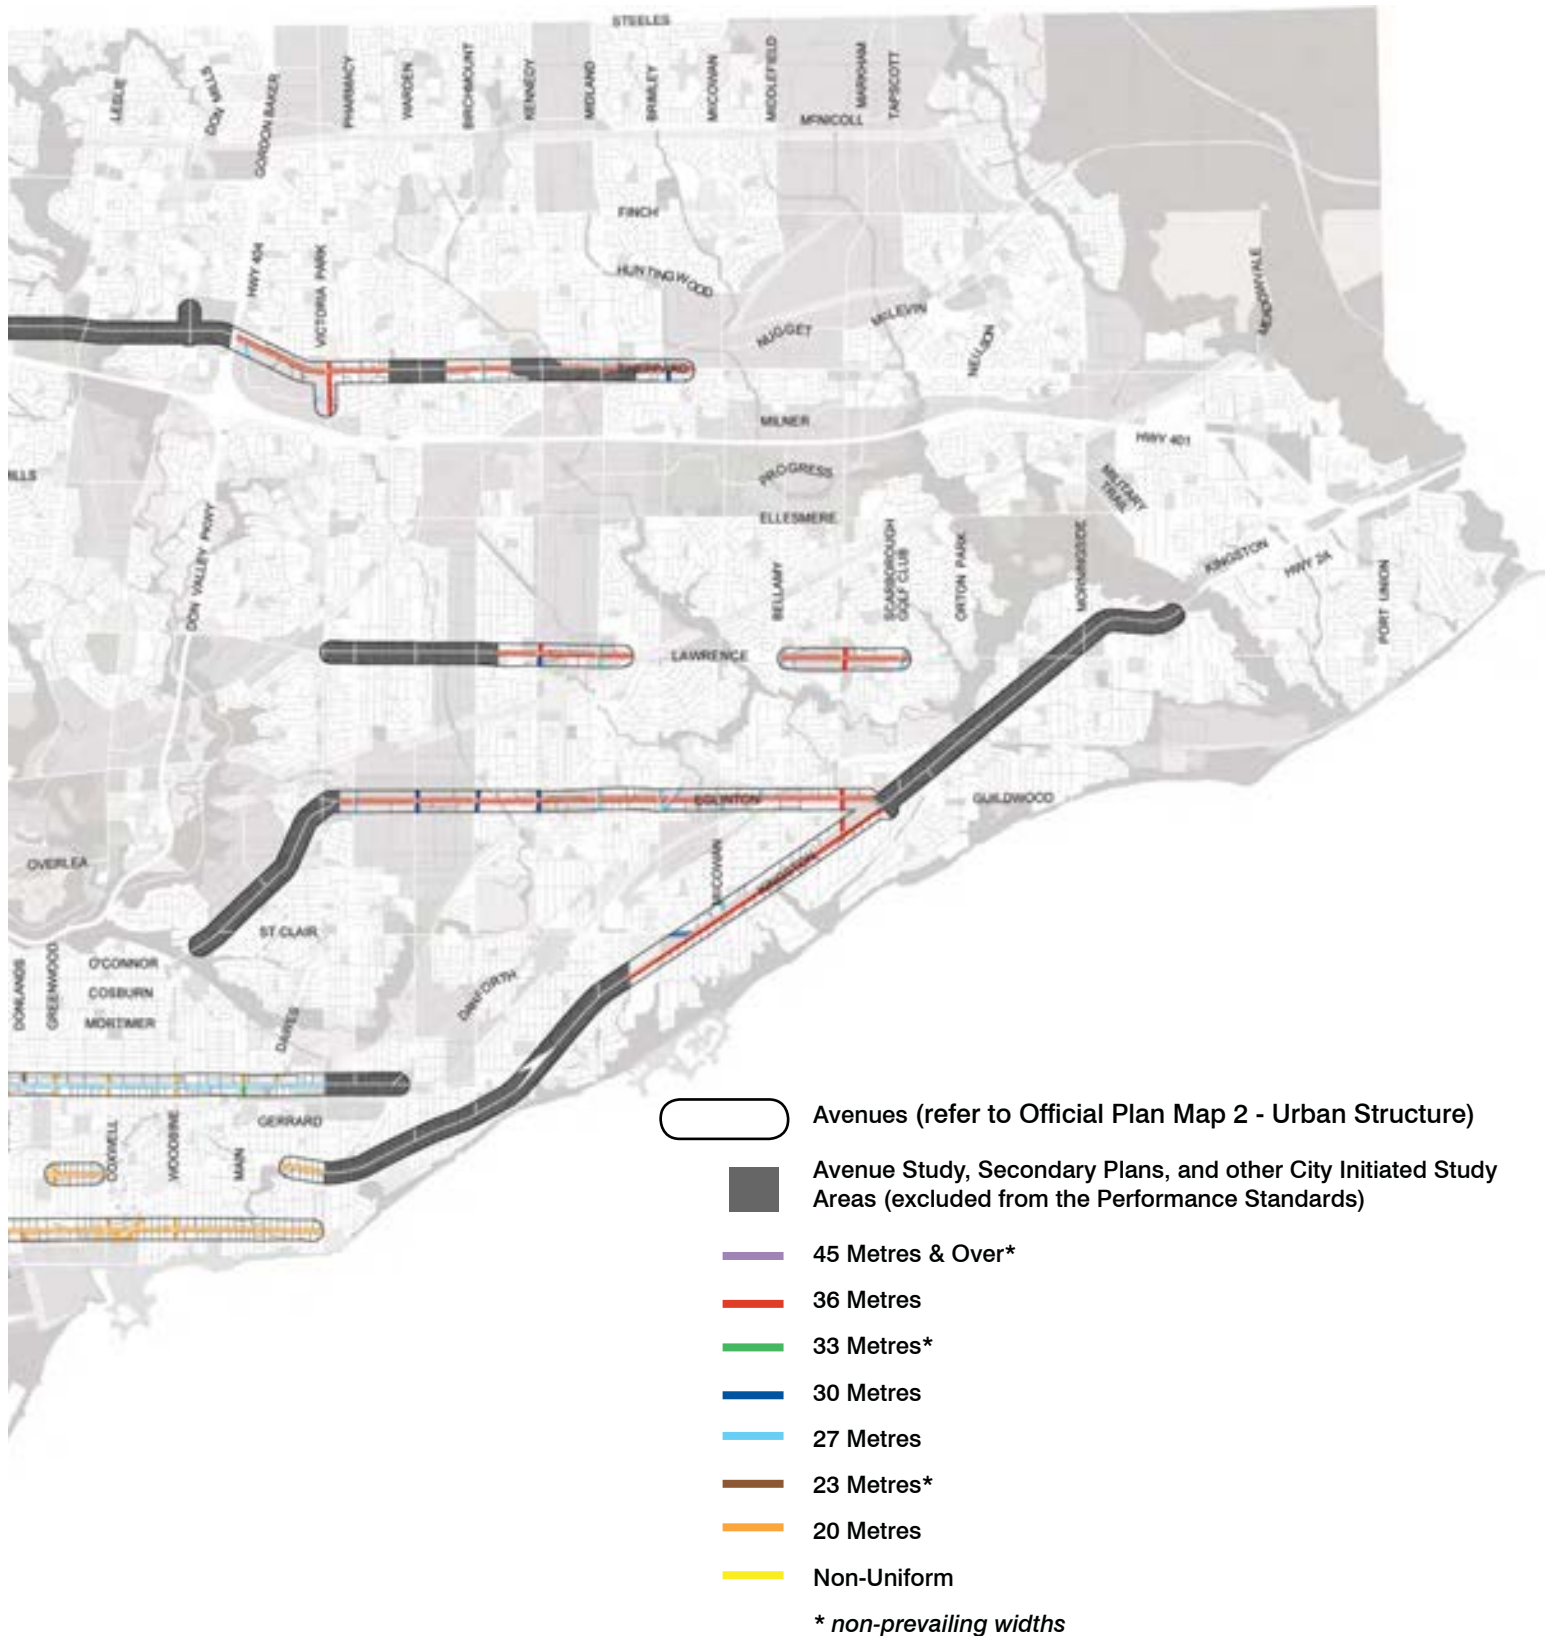 STEELES
LESLIE
DON MILLS
GORDON BAKER
PHARMACY
WARDEN
BIRCHMOUNT
KENNEDY
MIDLAND
BRIMLEY
MCCOWAN
MIDDLEFIELD
MARKHAM
TAPSCOTT
MCNICOLL
FINCH
HWY 404
VICTORIA PARK
HUNTINGWOOD
MEADOWVALE
NUGGET
MCLEVIN
NEILSON
SHEPPARD
MILNER
HWY 401
ILLS
PROGRESS
MILITARY
TRAIL
ELLESMERE
DON VALLEY PKWY
BELLAMY
SCARBOROUGH
GOLF CLUB
ORTON PARK
MORNINGSIDE
KINGSTON
HWY 2A
PORT UNION
LAWRENCE
EGLINTON
GUILDWOOD
OVERLEA
MCCOWAN
KINGSTON
ST CLAIR
DONLANDS
GREENWOOD
O'CONNOR
COSBURN
MORTIMER
DAWES
DANFORTH
GERRARD
COXWELL
WOODBINE
MAIN
Avenues (refer to Official Plan Map 2 - Urban Structure)
Avenue Study, Secondary Plans, and other City Initiated Study
Areas (excluded from the Performance Standards)
45 Metres & Over*
36 Metres
33 Metres*
30 Metres
27 Metres
23 Metres*
20 Metres
Non-Uniform
* non-prevailing widths